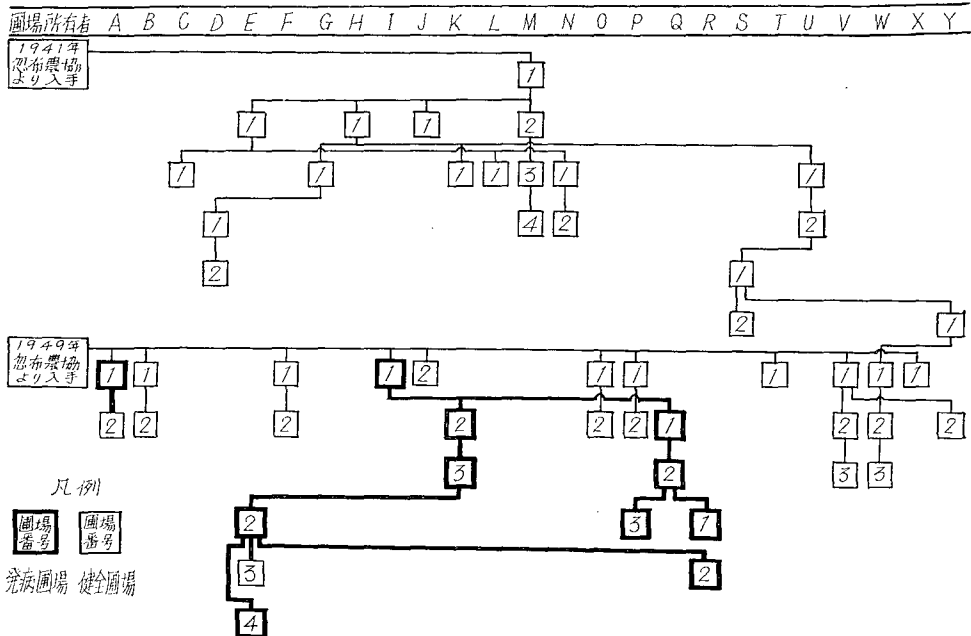 圃場所有者 A B C D E F G H I J K L M N O P Q R S T U V W X Y
1941年
忽布農協
より入手
1
1 1 1 2
1 1 1 1 3 1 1
1 4 2 2
2 1
2 1
1949年
忽布農協
より入手
1 1 1 1 2 1 1 1 1 1 1
2 2 2 2 2 2 1 2 2 2
3 2 3 3
2 3 1
3 2
4
凡例
圃場
番号
圃場
番号
発病圃場 健全圃場